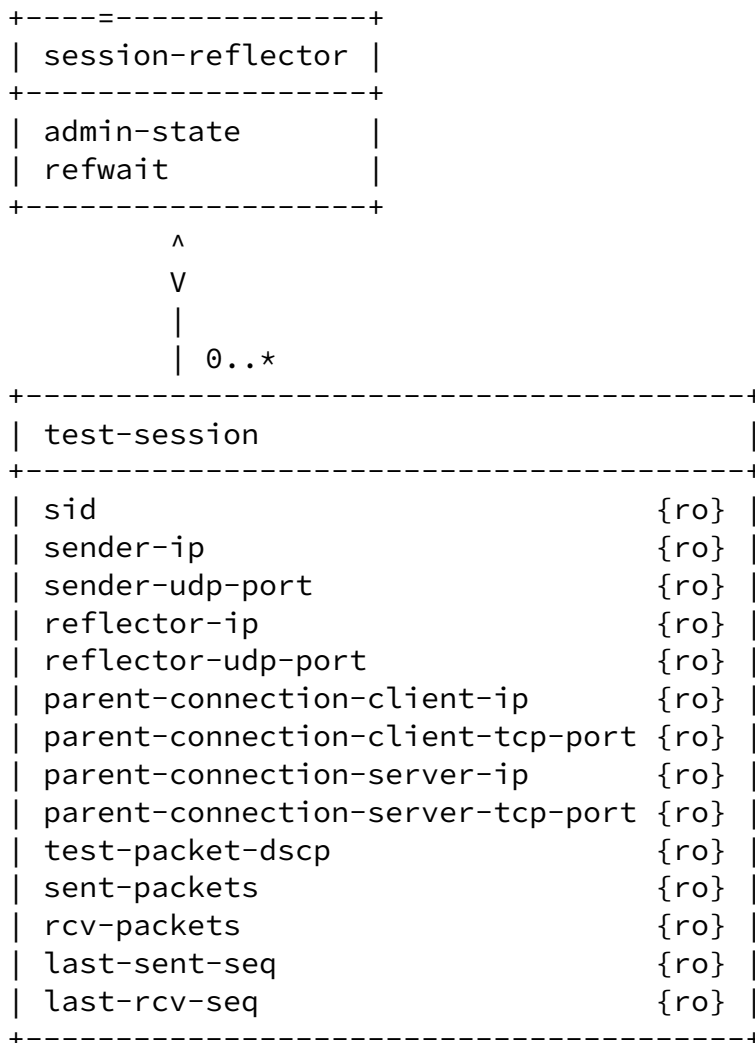 +----=--------------+
| session-reflector |
+-------------------+
| admin-state       |
| refwait           |
+-------------------+
         ^
         V
         |
         | 0..*
+----------------------------------------+
| test-session                           |
+----------------------------------------+
| sid                               {ro} |
| sender-ip                         {ro} |
| sender-udp-port                   {ro} |
| reflector-ip                      {ro} |
| reflector-udp-port                {ro} |
| parent-connection-client-ip       {ro} |
| parent-connection-client-tcp-port {ro} |
| parent-connection-server-ip       {ro} |
| parent-connection-server-tcp-port {ro} |
| test-packet-dscp                  {ro} |
| sent-packets                      {ro} |
| rcv-packets                       {ro} |
| last-sent-seq                     {ro} |
| last-rcv-seq                      {ro} |
+----------------------------------------+